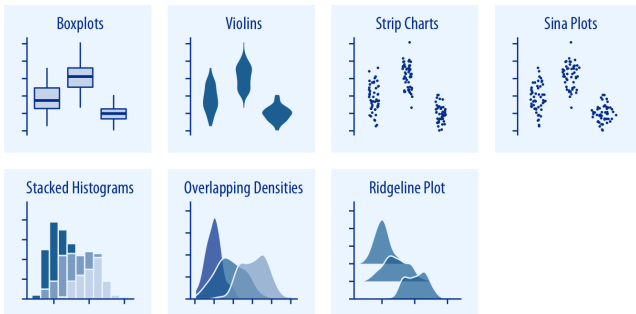 Boxplots
Violins
Strip Charts
Sina Plots
Stacked Histograms
Overlapping Densities
Ridgeline Plot